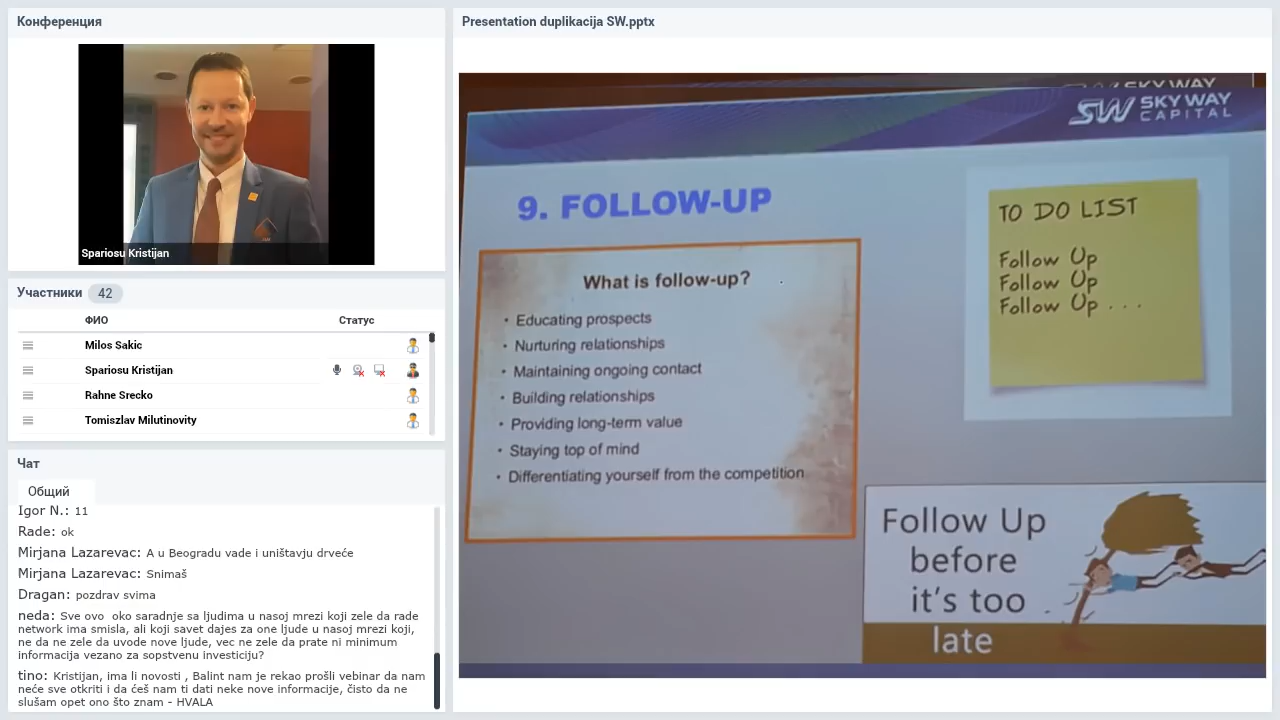 Конференция
Spariosu Kristijan
Участники 42
ФИО Статус
Milos Sakic
Spariosu Kristijan
Rahne Srecko
Tomiszlav Milutinovity
Чат
Общий
Igor N.: 11
Rade: ok
Mirjana Lazarevac: A u Beogradu vade i uništavju drveće
Mirjana Lazarevac: Snimaš
Dragan: pozdrav svima
neda: Sve ovo oko saradnje sa ljudima u nasoj mrezi koji zele da rade
network ima smisla, ali koji savet dajes za one ljude u nasoj mrezi koji,
ne da ne zele da uvode nove ljude, vec ne zele da prate ni minimum
informacija vezano za sopstvenu investiciju?
tino: Kristijan, ima li novosti , Balint nam je rekao prošli vebinar da nam
neće sve otkriti i da ćeš nam ti dati neke nove informacije, čisto da ne
slušam opet ono što znam - HVALA
Presentation duplikacija SW.pptx
SKY WAY
SW SKY WAY
CAPITAL
9. FOLLOW-UP
What is follow-up?
• Educating prospects
• Nurturing relationships
• Maintaining ongoing contact
• Building relationships
• Providing long-term value
• Staying top of mind
• Differentiating yourself from the competition
TO DO LIST
Follow Up
Follow Up
Follow Up . . .
Follow Up
before
it's too
late